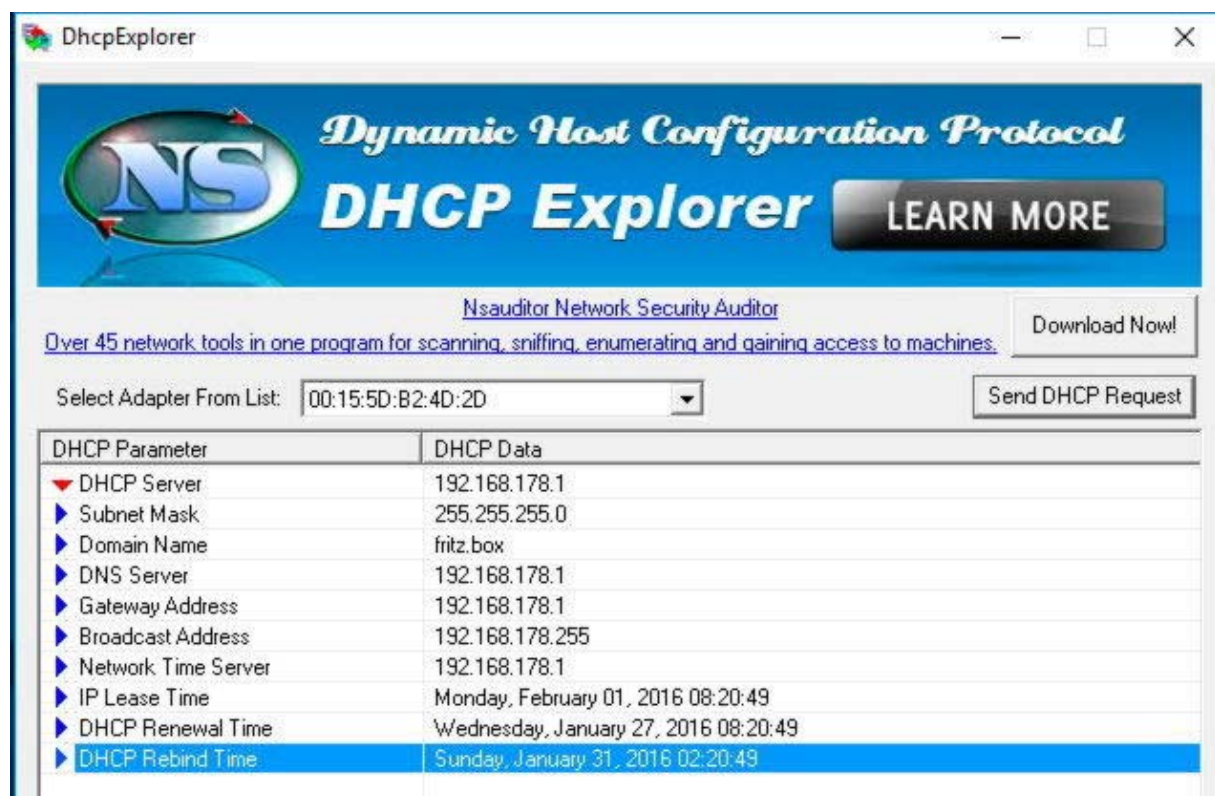 DhcpExplorer
NS
Dynamic Host Configuration Protocol
DHCP Explorer
LEARN MORE
Nsauditor Network Security Auditor
Over 45 network tools in one program for scanning, sniffing, enumerating and gaining access to machines.
Download Now!
Select Adapter From List: 00:15:5D:B2:4D:2D
Send DHCP Request
DHCP Parameter DHCP Data
DHCP Server 192.168.178.1
Subnet Mask 255.255.255.0
Domain Name fritz.box
DNS Server 192.168.178.1
Gateway Address 192.168.178.1
Broadcast Address 192.168.178.255
Network Time Server 192.168.178.1
IP Lease Time Monday, February 01, 2016 08:20:49
DHCP Renewal Time Wednesday, January 27, 2016 08:20:49
DHCP Rebind Time Sunday, January 31, 2016 02:20:49